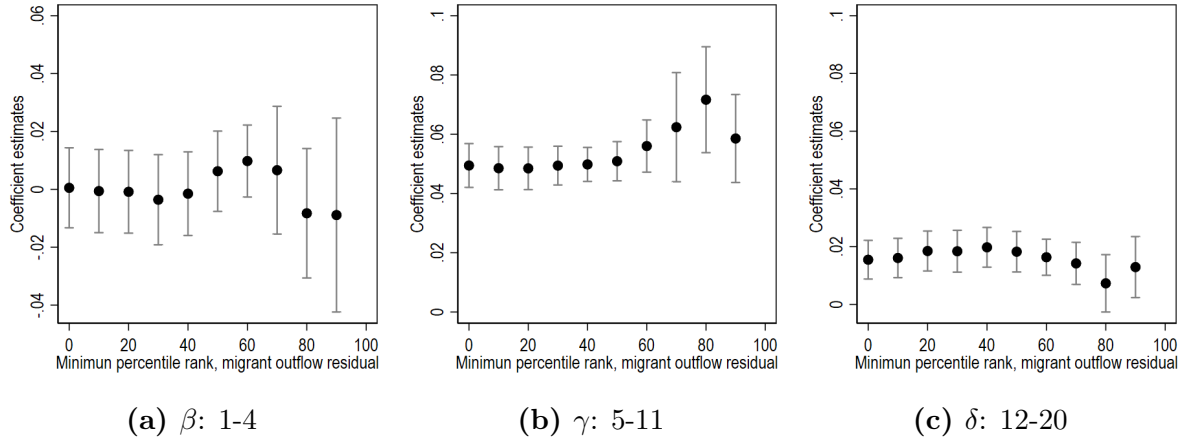 .06
.04
.02
0
-.02
-.04
Coefficient estimates
0 20 40 60 80 100
Minimun percentile rank, migrant outflow residual
(a) β: 1-4
.1
.08
.06
.04
.02
0
Coefficient estimates
0 20 40 60 80 100
Minimun percentile rank, migrant outflow residual
(b) γ: 5-11
.1
.08
.06
.04
.02
0
Coefficient estimates
0 20 40 60 80 100
Minimun percentile rank, migrant outflow residual
(c) δ: 12-20